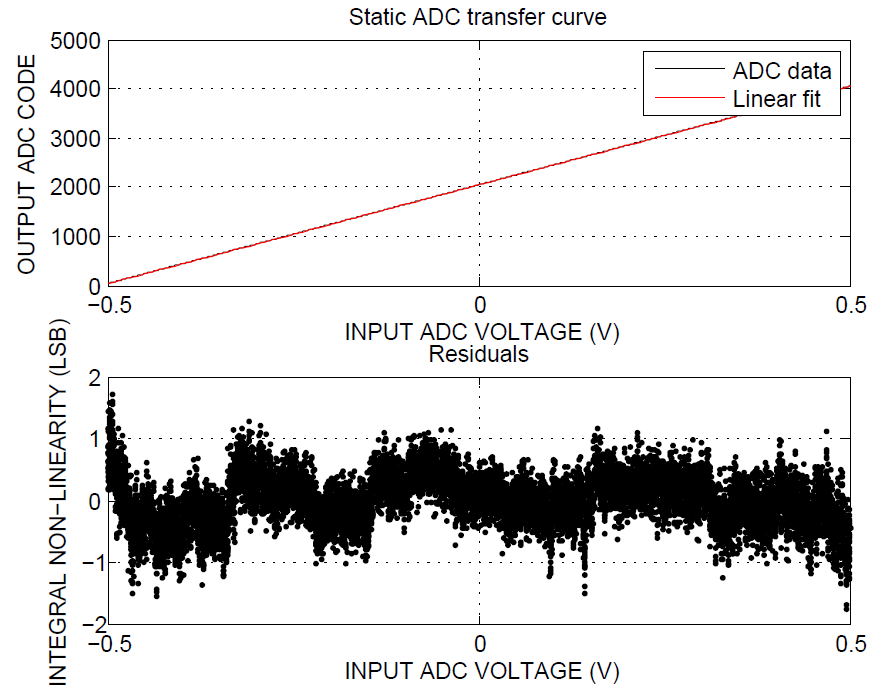 Static ADC transfer curve
5000
4000
3000
2000
1000
0
OUTPUT ADC CODE
ADC data
Linear fit
−0.5
0
0.5
INPUT ADC VOLTAGE (V)
Residuals
2
1
0
−1
−2
INTEGRAL NON−LINEARITY (LSB)
−0.5
0
0.5
INPUT ADC VOLTAGE (V)